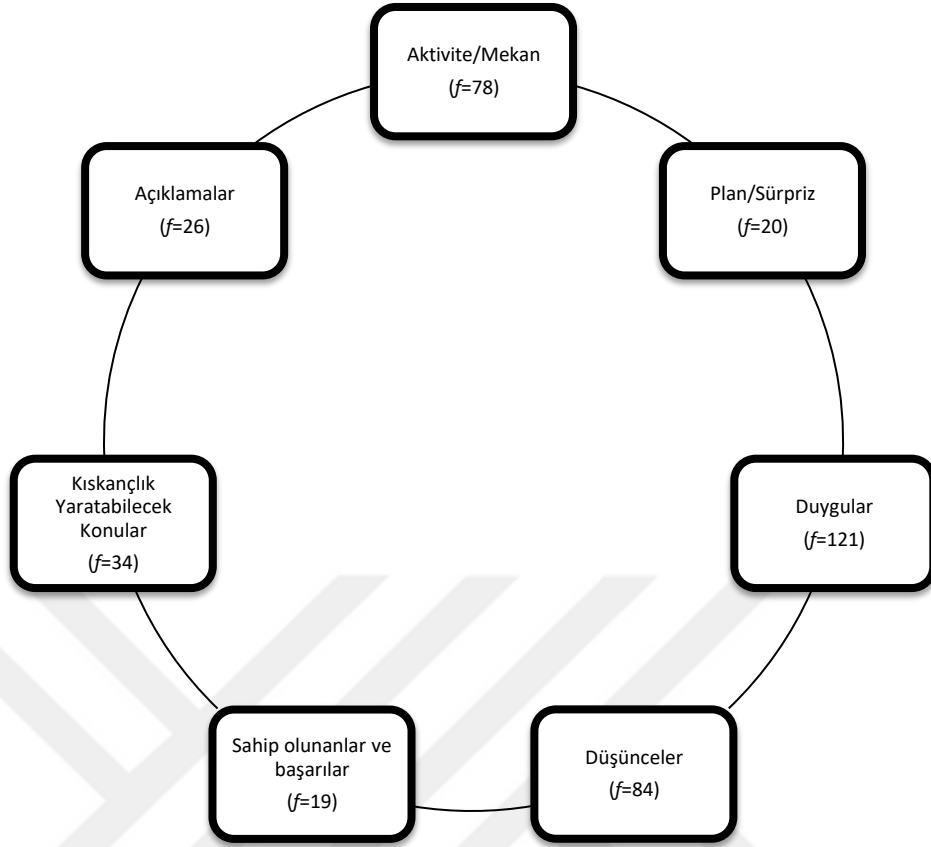 Aktivite/Mekan
(f=78)
Plan/Sürpriz
(f=20)
Duygular
(f=121)
Düşünceler
(f=84)
Sahip olunanlar ve
başarılar
(f=19)
Kıskançlık
Yaratabilecek
Konular
(f=34)
Açıklamalar
(f=26)